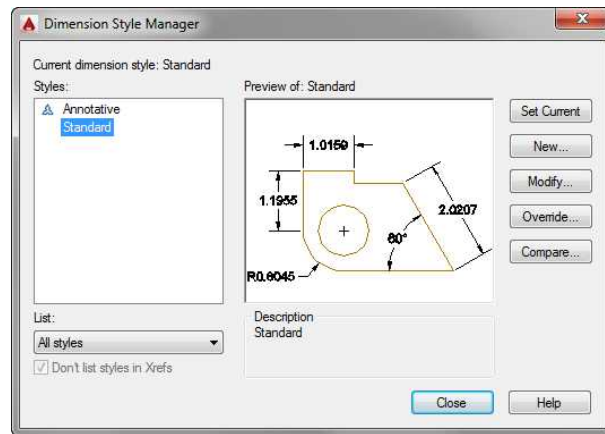 Dimension Style Manager
Current dimension style: Standard
Styles:
Annotative
Standard
Preview of: Standard
1.0159
1.1955
2.0207
60°
R0.8045
Set Current
New...
Modify...
Override...
Compare...
List:
All styles
Don't list styles in Xrefs
Description
Standard
Close
Help